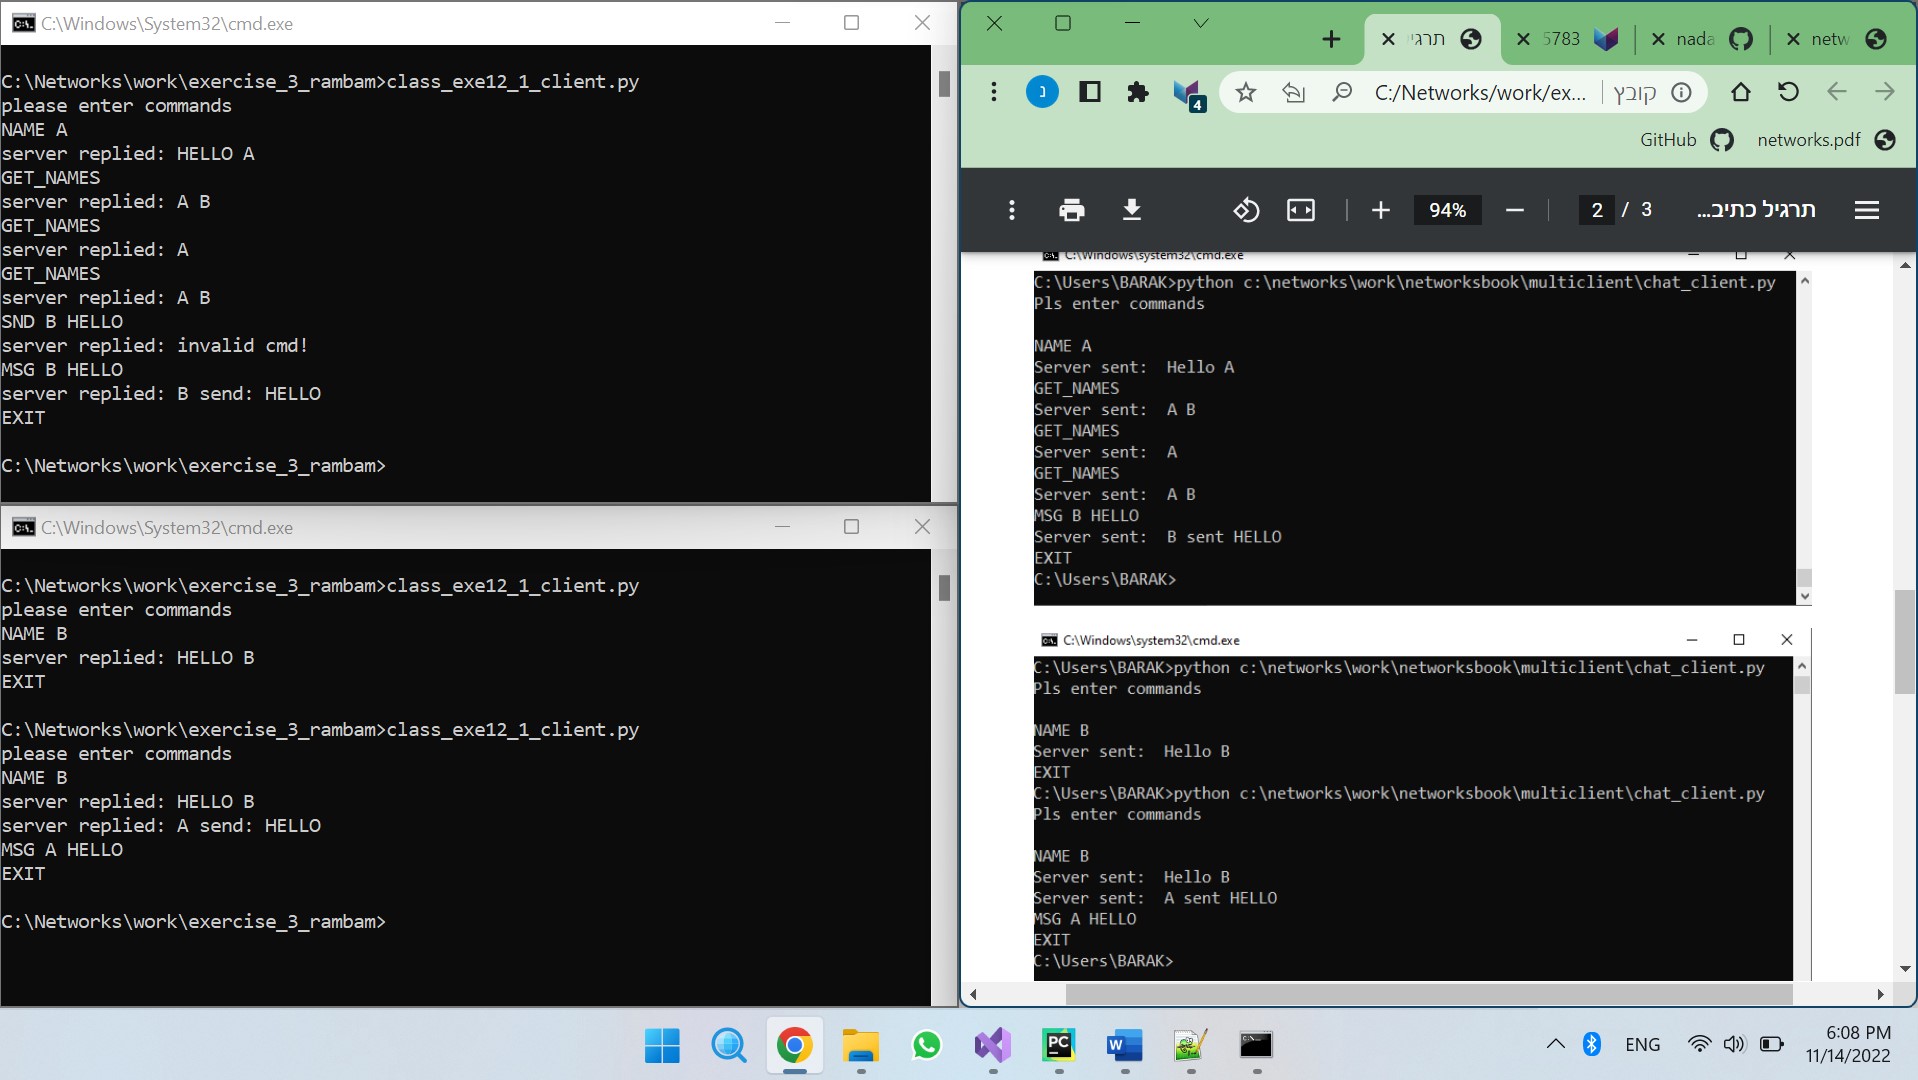 C:\Windows\System32\cmd.exe
C:\Networks\work\exercise_3_rambam>class_exe12_1_client.py
please enter commands
NAME A
server replied: HELLO A
GET_NAMES
server replied: A B
GET_NAMES
server replied: A
GET_NAMES
server replied: A B
SND B HELLO
server replied: invalid cmd!
MSG B HELLO
server replied: B send: HELLO
EXIT
C:\Networks\work\exercise_3_rambam>
C:\Windows\System32\cmd.exe
C:\Networks\work\exercise_3_rambam>class_exe12_1_client.py
please enter commands
NAME B
server replied: HELLO B
EXIT
C:\Networks\work\exercise_3_rambam>class_exe12_1_client.py
please enter commands
NAME B
server replied: HELLO B
server replied: A send: HELLO
MSG A HELLO
EXIT
C:\Networks\work\exercise_3_rambam>
תרגי 5783 nada netw
נ 4 C:/Networks/work/ex... קובץ
GitHub networks.pdf
94% 2 / 3 תרגיל כתיב...
C:\Windows\system32\cmd.exe
C:\Users\BARAK>python c:\networks\work\networksbook\multiclient\chat_client.py
Pls enter commands
NAME A
Server sent: Hello A
GET_NAMES
Server sent: A B
GET_NAMES
Server sent: A
GET_NAMES
Server sent: A B
MSG B HELLO
Server sent: B sent HELLO
EXIT
C:\Users\BARAK>
C:\Windows\system32\cmd.exe
C:\Users\BARAK>python c:\networks\work\networksbook\multiclient\chat_client.py
Pls enter commands
NAME B
Server sent: Hello B
EXIT
C:\Users\BARAK>python c:\networks\work\networksbook\multiclient\chat_client.py
Pls enter commands
NAME B
Server sent: Hello B
Server sent: A sent HELLO
MSG A HELLO
EXIT
C:\Users\BARAK>
PC W ENG 6:08 PM
11/14/2022